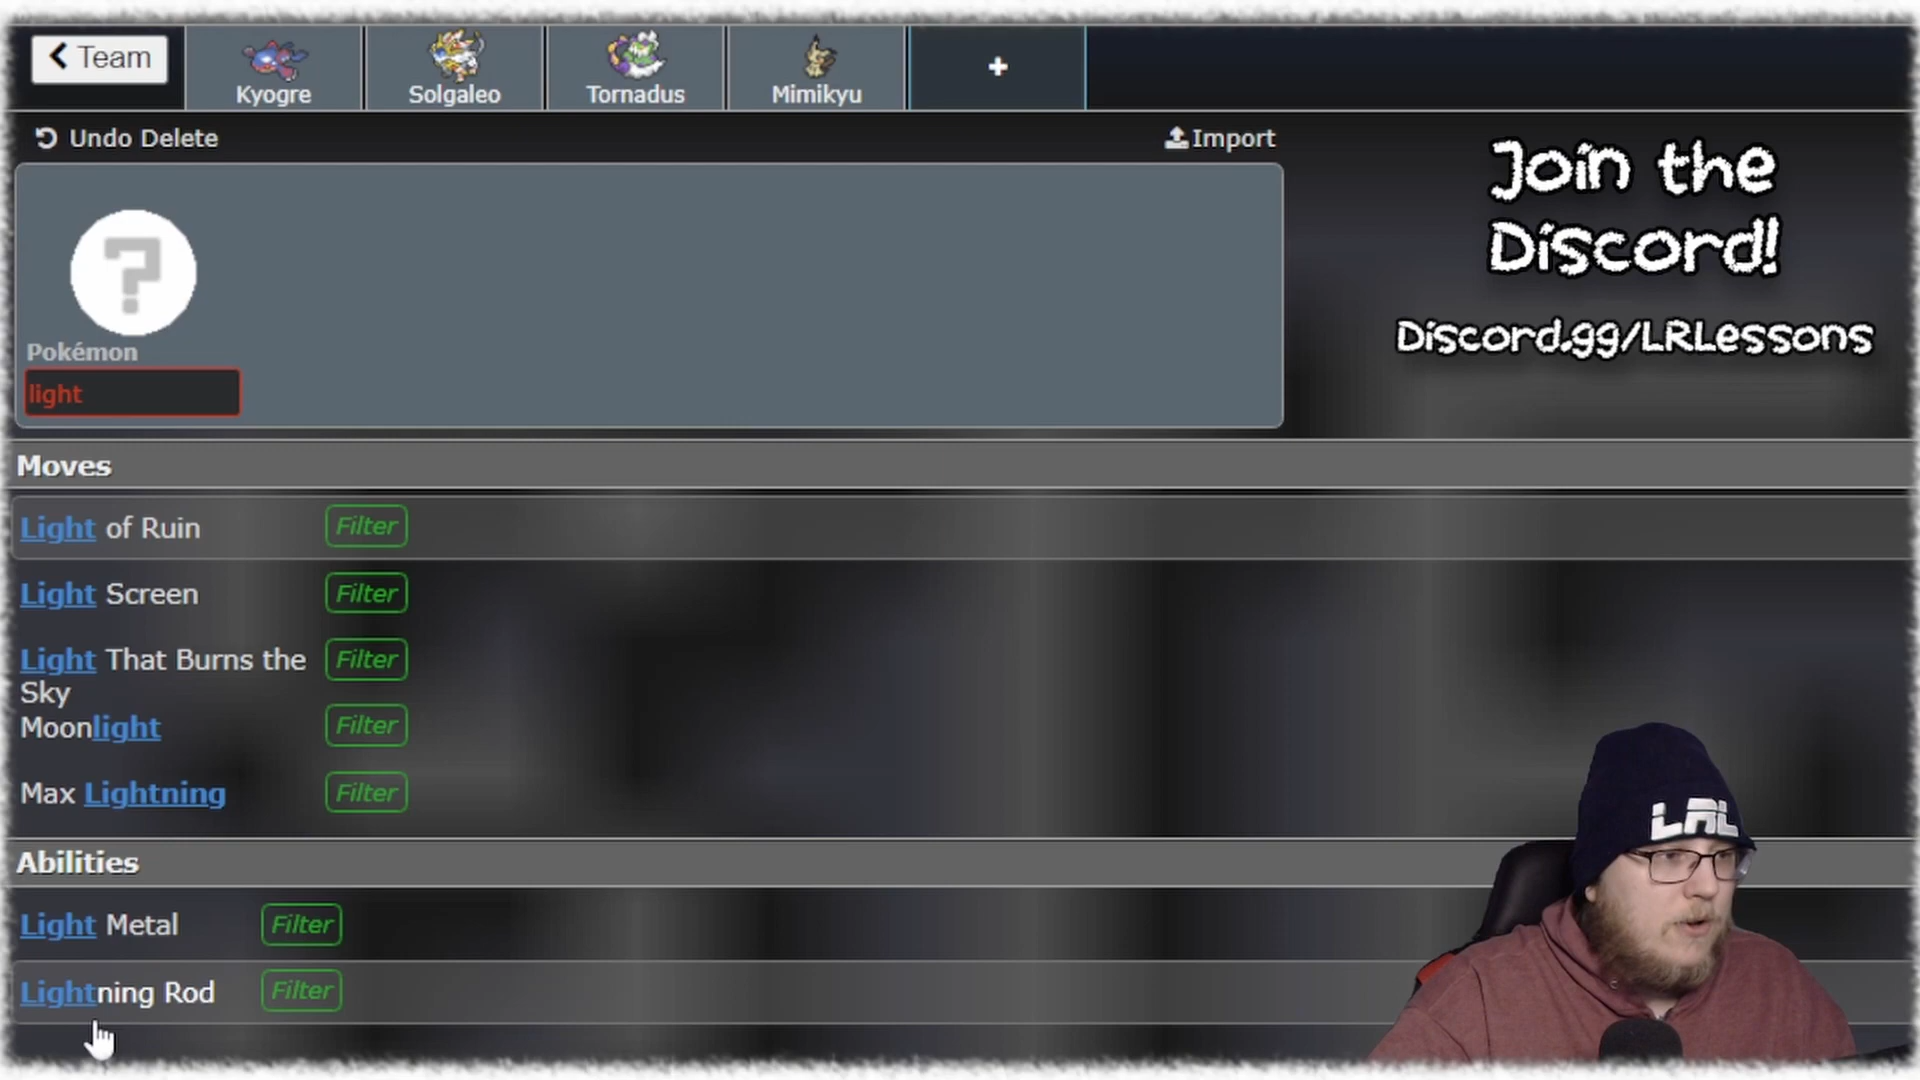 Team
Kyogre
Solgaleo
Tornadus
Mimikyu
+
Undo Delete
Import
Join the
Discord!
Discord.gg/LRLessons
?
Pokémon
light
Moves
Light of Ruin Filter
Light Screen Filter
Light That Burns the Filter
Sky
Moonlight Filter
Max Lightning Filter
Abilities
Light Metal Filter
Lightning Rod Filter
LRL